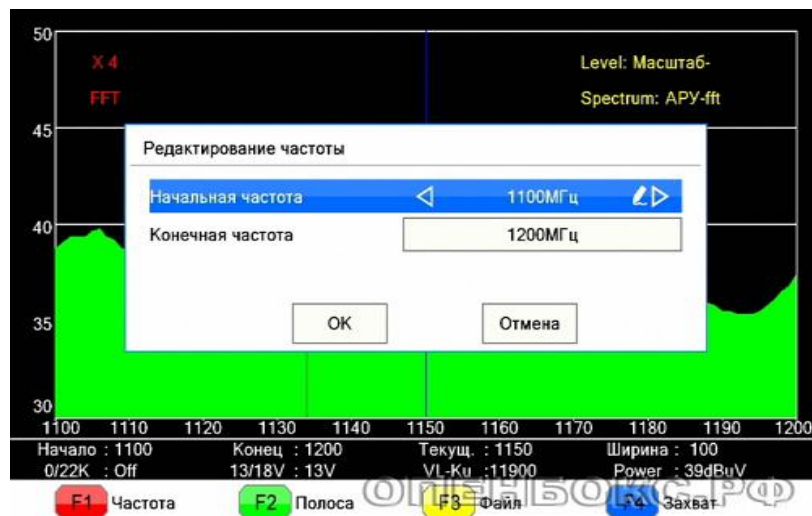 50
X 4
Level: Масштаб-
FFT
Spectrum: АРУ-fft
45
Редактирование частоты
Начальная частота 1100МГц
40
Конечная частота 1200МГц
35
OK Отмена
30
1100 1110 1120 1130 1140 1150 1160 1170 1180 1190 1200
Начало : 1100 Конец : 1200 Текущ. : 1150 Ширина : 100
0/22K : Off 13/18V : 13V VL-Ku :11900 Power : 39dBuV
F1 Частота F2 Полоса F3 Файл F4 Захват
ОПЕНБОКС.РФ